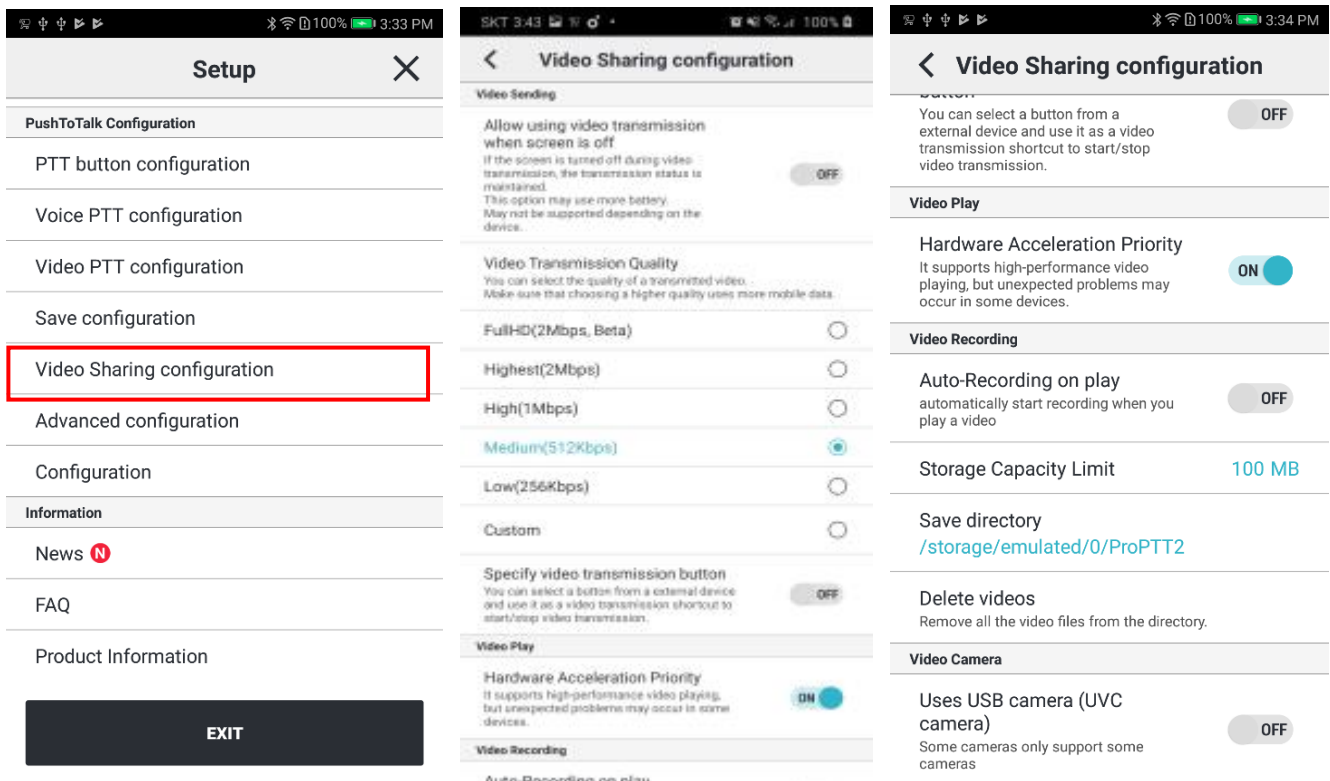 100% 3:33 PM
Setup
PushToTalk Configuration
PTT button configuration
Voice PTT configuration
Video PTT configuration
Save configuration
Video Sharing configuration
Advanced configuration
Configuration
Information
News N
FAQ
Product Information
EXIT
SKT 3:43 100%
Video Sharing configuration
Video Sending
Allow using video transmission
when screen is off
If the screen is turned off during video
transmission, the transmission status is
maintained.
This option may use more battery.
May not be supported depending on the
device.
OFF
Video Transmission Quality
You can select the quality of a transmitted video.
Make sure that choosing a higher quality uses more mobile data.
FullHD(2Mbps, Beta)
Highest(2Mbps)
High(1Mbps)
Medium(512Kbps)
Low(256Kbps)
Custom
Specify video transmission button
You can select a button from a external device
and use it as a video transmission shortcut to
start/stop video transmission.
OFF
Video Play
Hardware Acceleration Priority
It supports high-performance video playing,
but unexpected problems may occur in some
devices.
ON
Video Recording
Auto-Recording on play
100% 3:34 PM
Video Sharing configuration
button
You can select a button from a
external device and use it as a video
transmission shortcut to start/stop
video transmission.
OFF
Video Play
Hardware Acceleration Priority
It supports high-performance video
playing, but unexpected problems may
occur in some devices.
ON
Video Recording
Auto-Recording on play
automatically start recording when you
play a video
OFF
Storage Capacity Limit 100 MB
Save directory
/storage/emulated/0/ProPTT2
Delete videos
Remove all the video files from the directory.
Video Camera
Uses USB camera (UVC
camera)
Some cameras only support some
cameras
OFF